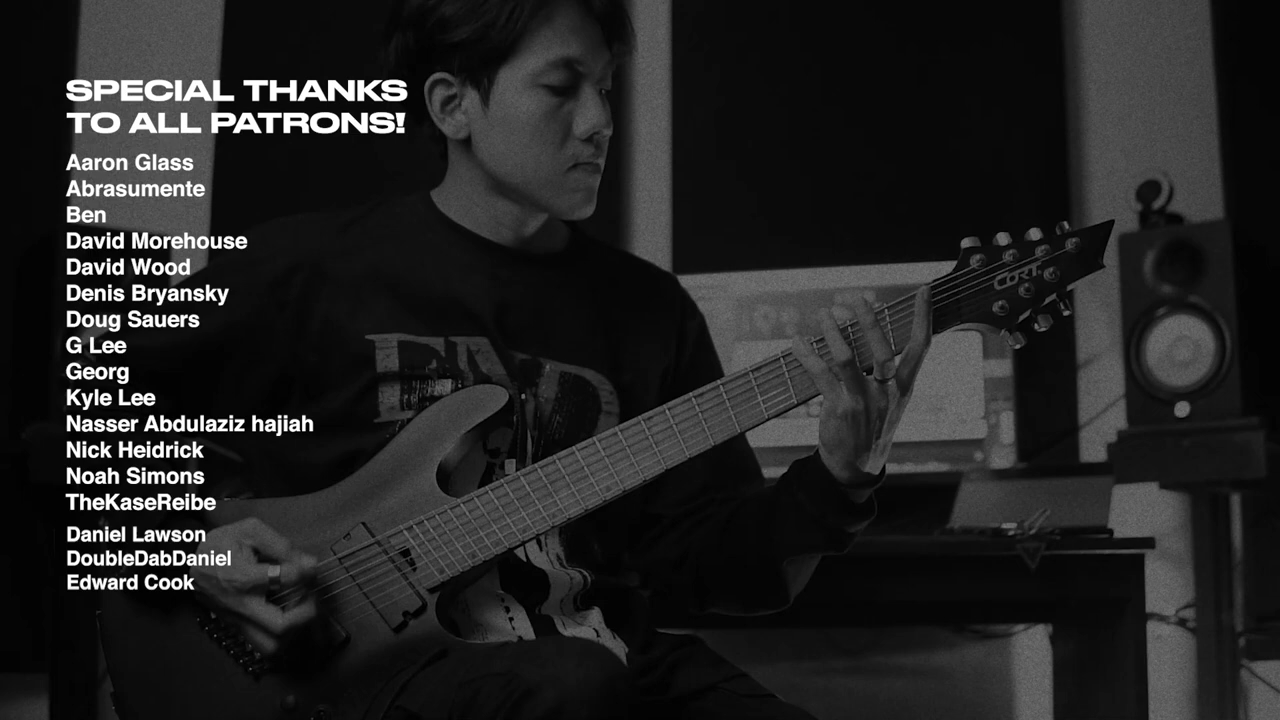 SPECIAL THANKS
TO ALL PATRONS!
Aaron Glass
Abrasumente
Ben
David Morehouse
David Wood
Denis Bryansky
Doug Sauers
G Lee
Georg
Kyle Lee
Nasser Abdulaziz hajiah
Nick Heidrick
Noah Simons
TheKaseReibe
Daniel Lawson
DoubleDabDaniel
Edward Cook
CORT